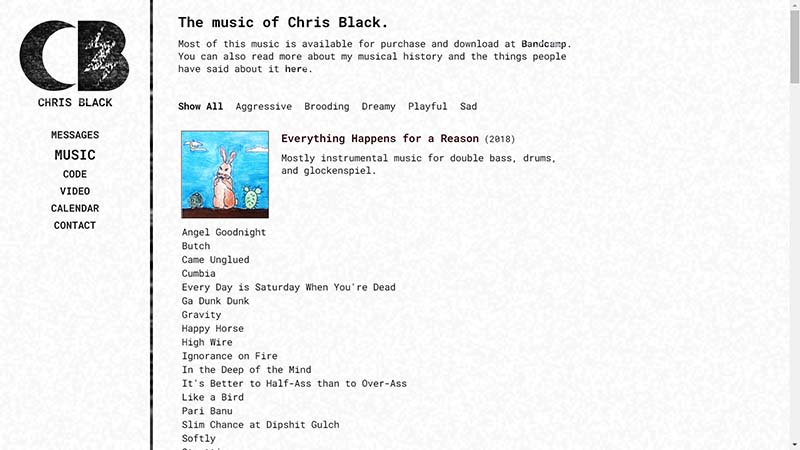 CB
CHRIS BLACK
MESSAGES
MUSIC
CODE
VIDEO
CALENDAR
CONTACT
The music of Chris Black.
Most of this music is available for purchase and download at Bandcamp.
You can also read more about my musical history and the things people
have said about it here.
Show All Aggressive Brooding Dreamy Playful Sad
Everything Happens for a Reason (2018)
Mostly instrumental music for double bass, drums,
and glockenspiel.
Angel Goodnight
Butch
Came Unglued
Cumbia
Every Day is Saturday When You're Dead
Ga Dunk Dunk
Gravity
Happy Horse
High Wire
Ignorance on Fire
In the Deep of the Mind
It's Better to Half-Ass than to Over-Ass
Like a Bird
Pari Banu
Slim Chance at Dipshit Gulch
Softly